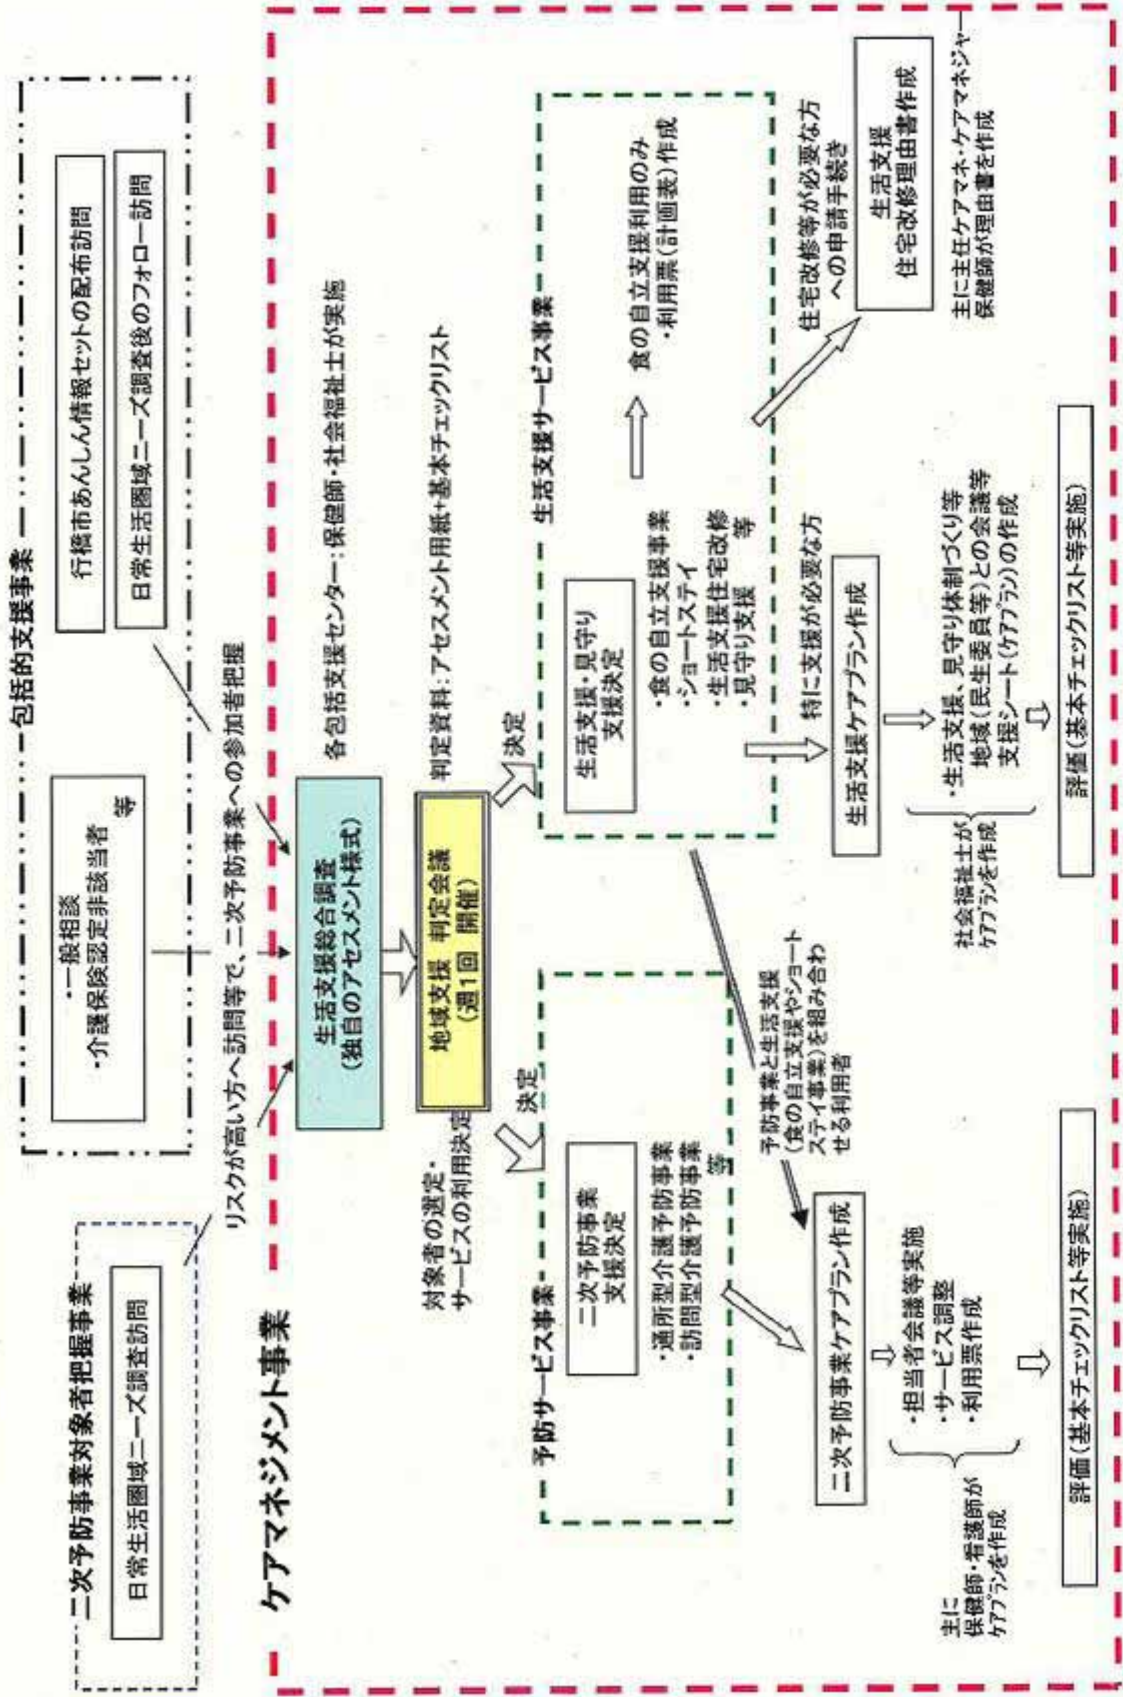 二次予防事業対象者把握事業
日常生活圏域ニーズ調査訪問
包括的支援事業
・一般相談
・介護保険認定非該当者
等
行橋市あんしん情報セットの配布訪問
日常生活圏域ニーズ調査後のフォロー訪問
リスクが高い方へ訪問等で、二次予防事業への参加者把握
ケアマネジメント事業
生活支援総合調査
(独自のアセスメント様式)
各包括支援センター:保健師・社会福祉士が実施
対象者の選定・
サービスの利用決定
地域支援 判定会議
(週1回 開催)
判定資料:アセスメント用紙+基本チェックリスト
決定
決定
予防サービス事業
二次予防事業
支援決定
・通所型介護予防事業
・訪問型介護予防事業
等
生活支援サービス事業
生活支援・見守り
支援決定
・食の自立支援事業
・ショートステイ
・生活支援住宅改修
・見守り支援 等
食の自立支援利用のみ
・利用票(計画表)作成
予防事業と生活支援
(食の自立支援やショート
ステイ事業)を組み合わ
せる利用者
特に支援が必要な方
住宅改修等が必要な方
への申請手続き
二次予防事業ケアプラン作成
生活支援ケアプラン作成
生活支援
住宅改修理由書作成
主に主任ケアマネ・ケアマネジャー
保健師が理由書を作成
主に
保健師・看護師が
ケアプランを作成
・担当者会議等実施
・サービス調整
・利用票作成
社会福祉士が
ケアプランを作成
・生活支援、見守り体制づくり等
地域(民生委員等)との会議等
支援シート(ケアプラン)の作成
評価(基本チェックリスト等実施)
評価(基本チェックリスト等実施)